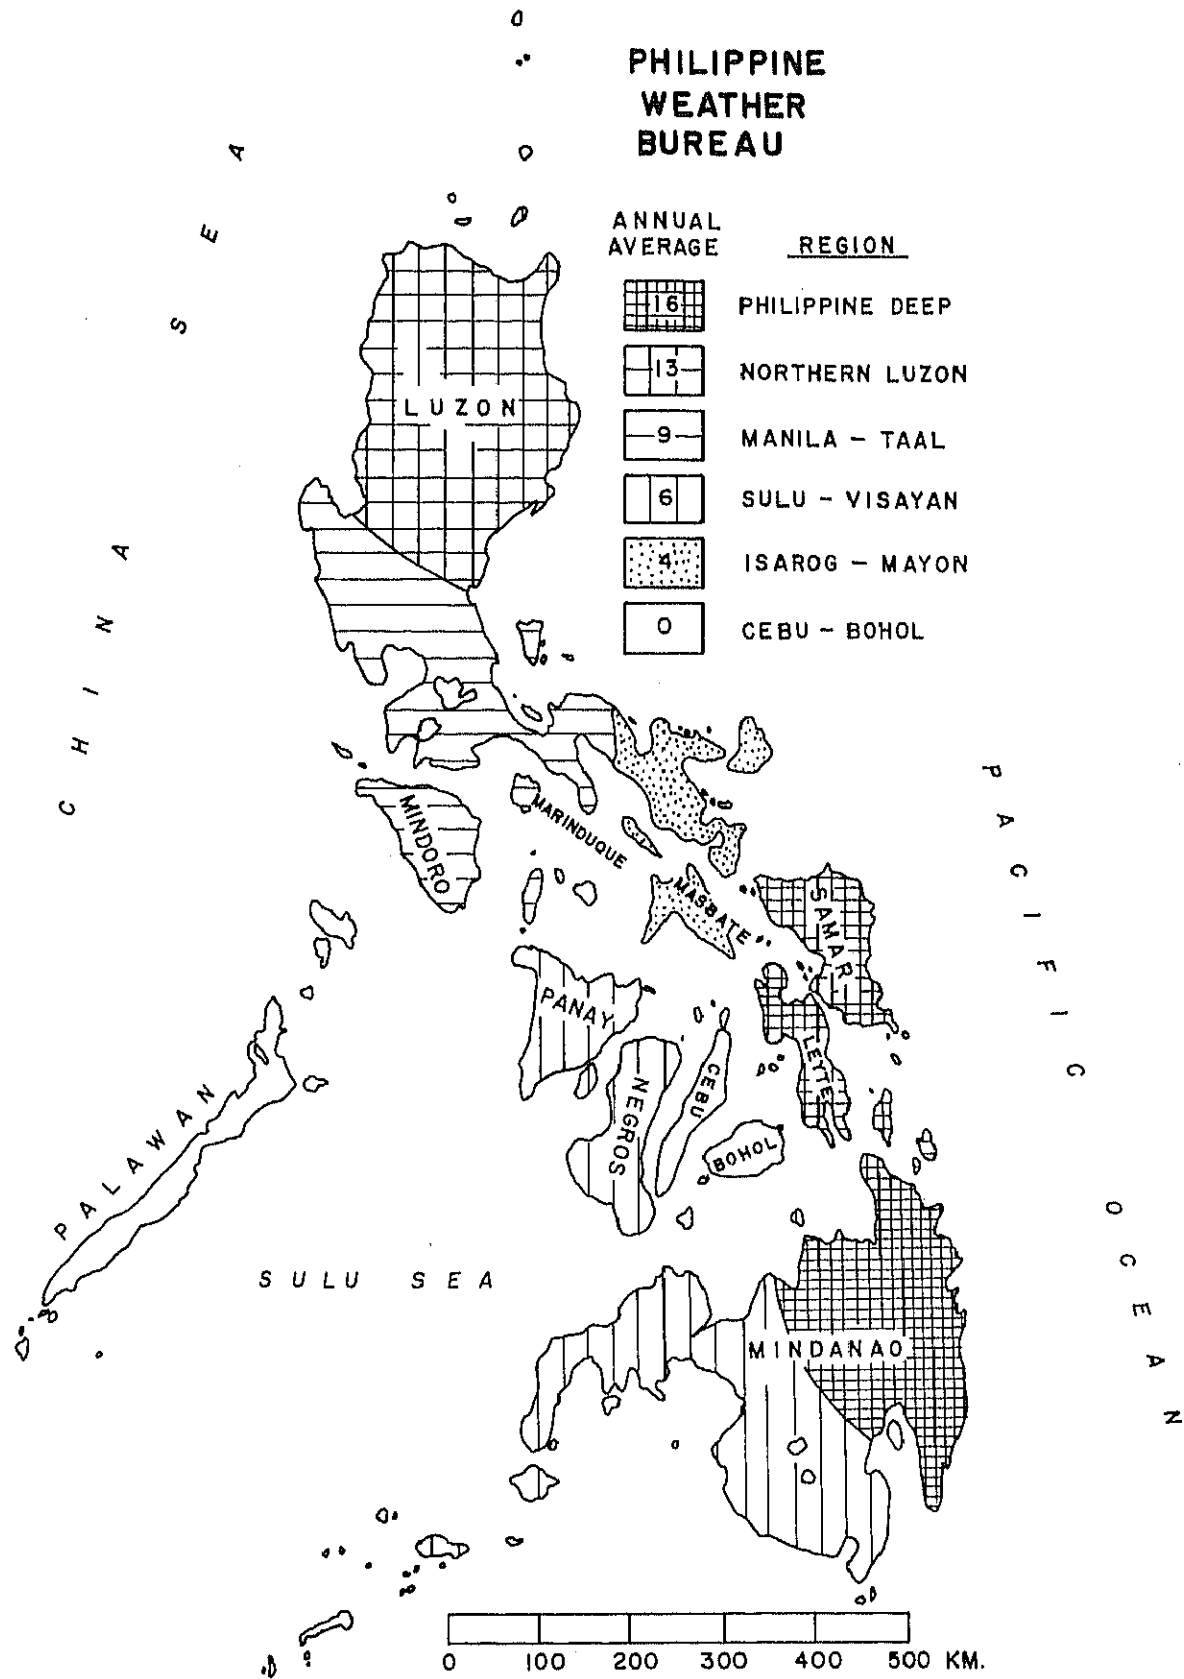 PHILIPPINE
WEATHER
BUREAU
ANNUAL
AVERAGE
REGION
16 PHILIPPINE DEEP
13 NORTHERN LUZON
9 MANILA - TAAL
6 SULU - VISAYAN
4 ISAROG - MAYON
0 CEBU - BOHOL
CHINA SEA
LUZON
MINDORO
MARINDUQUE
MASBATE
SAMAR
PANAY
LEYTE
NEGROS
CEBU
BOHOL
PALAWAN
SULU SEA
MINDANAO
PACIFIC OCEAN
0 100 200 300 400 500 KM.